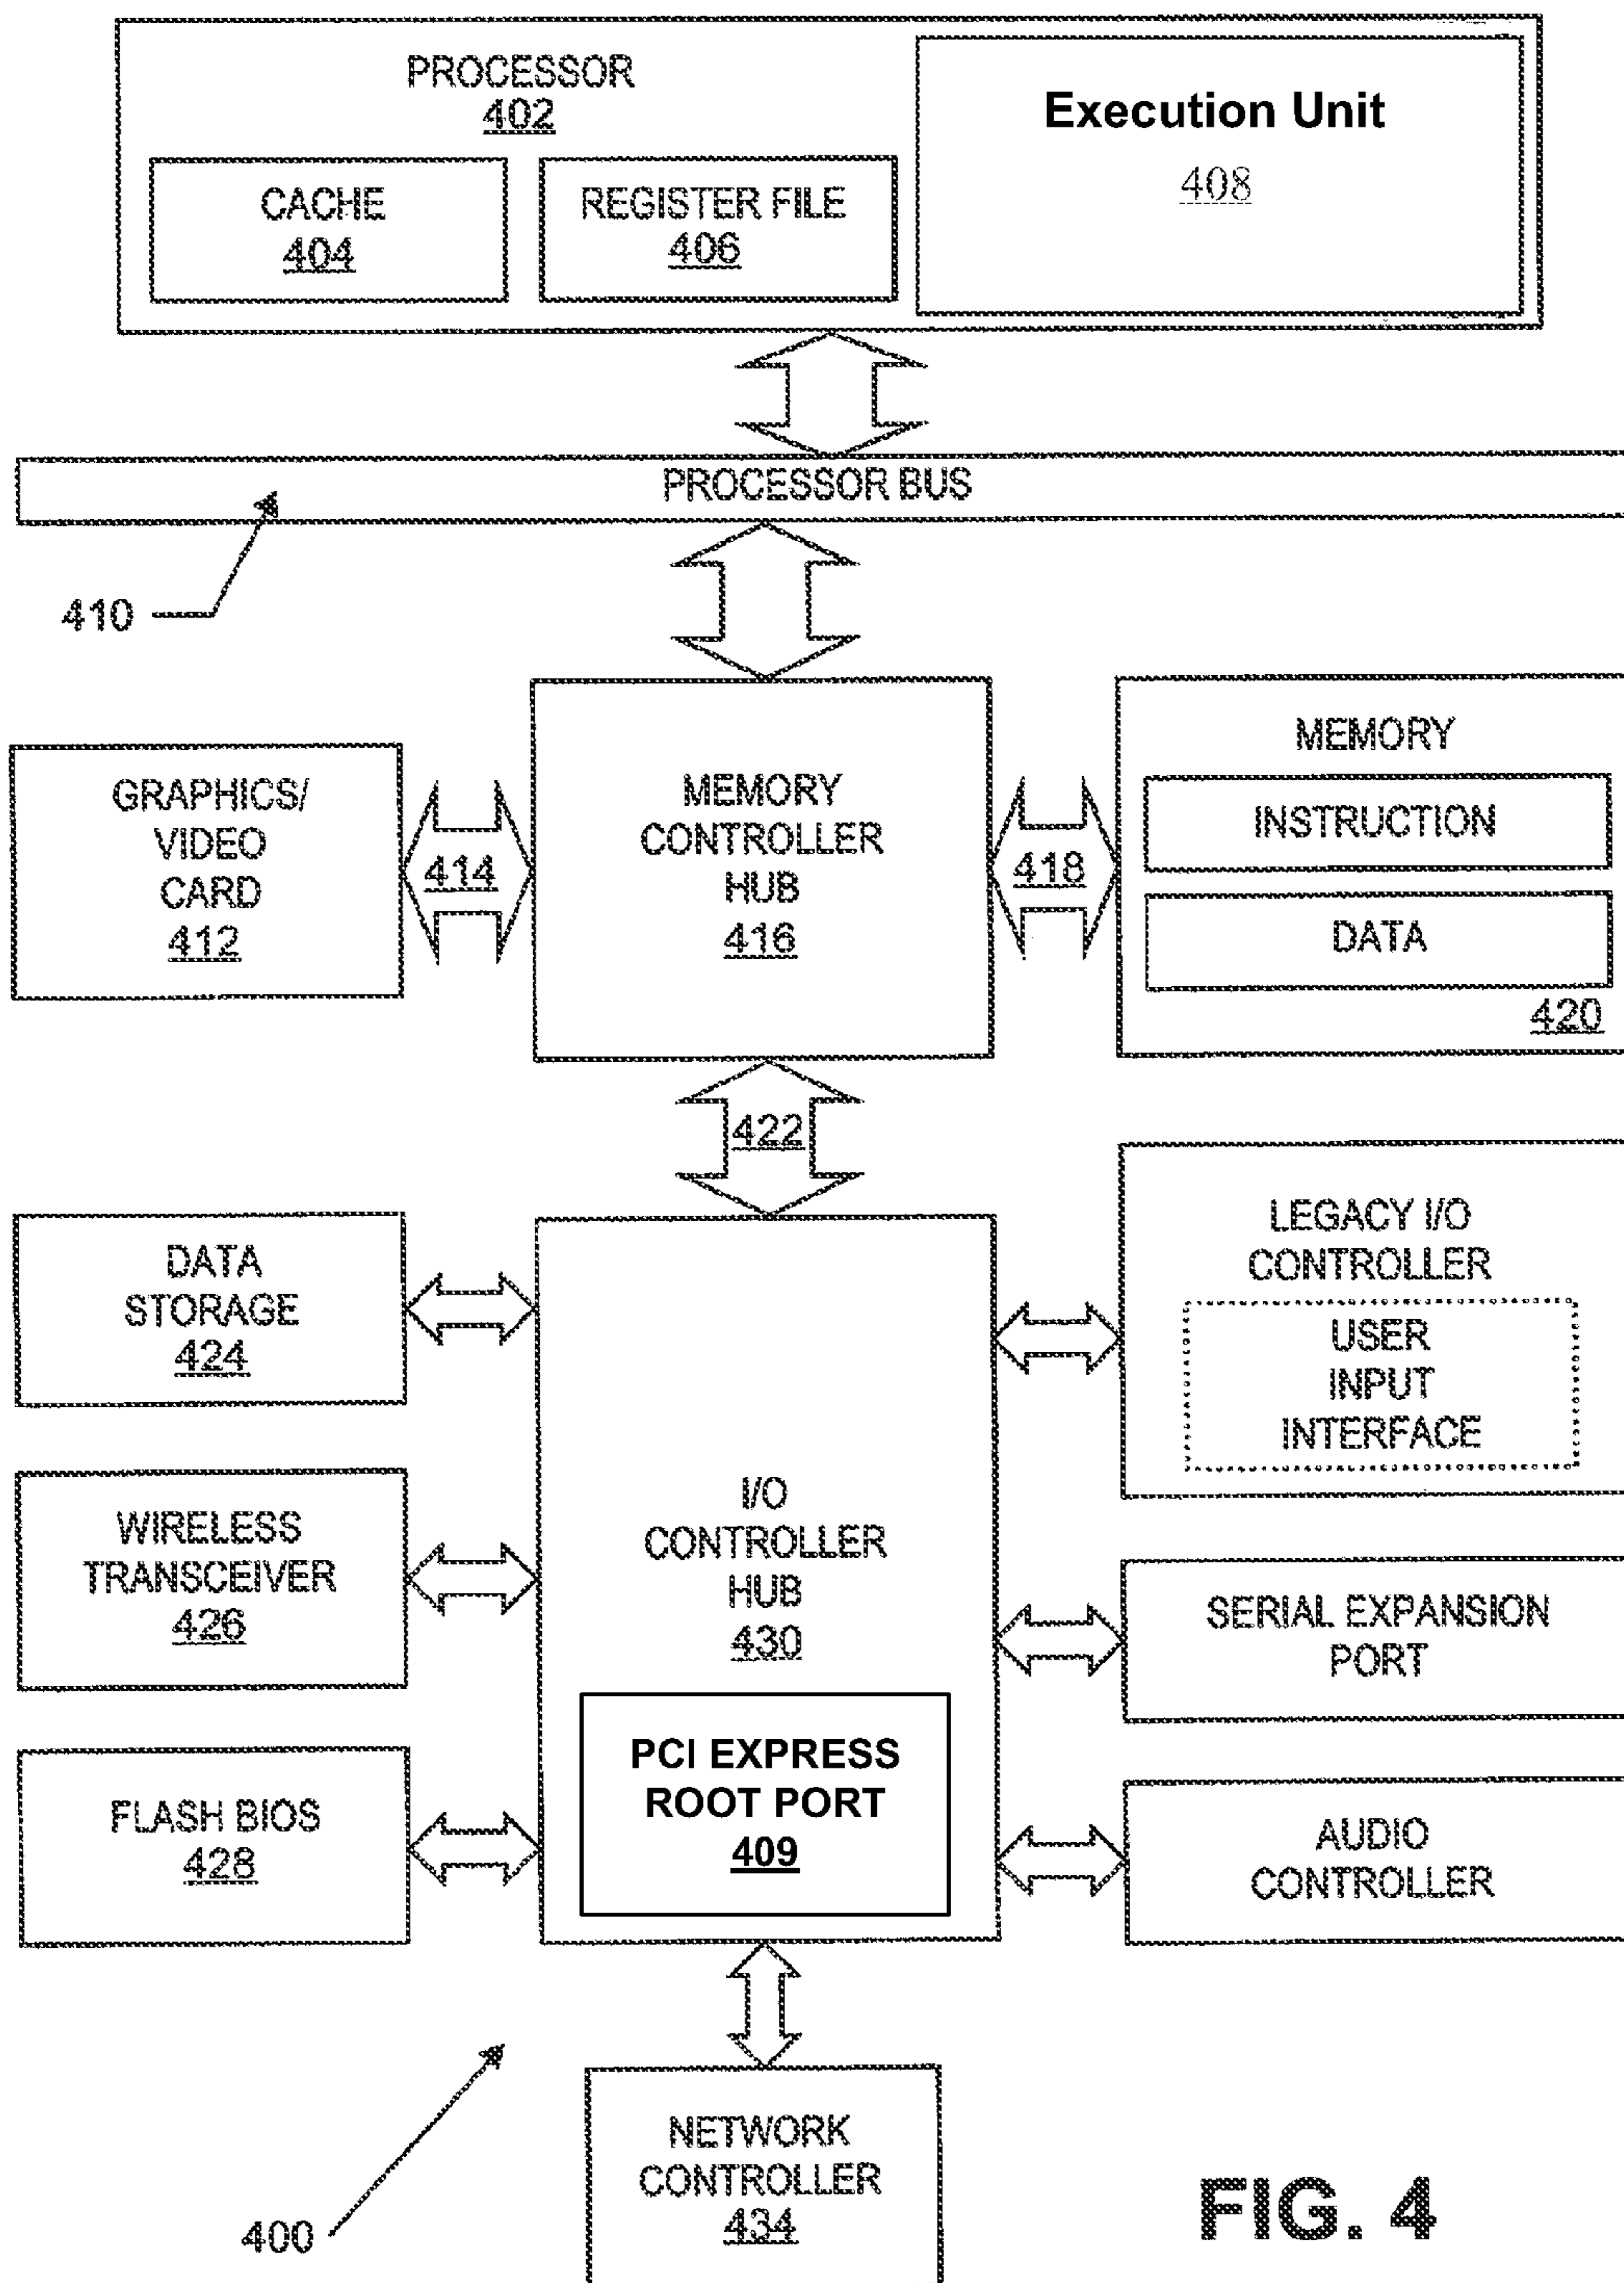 PROCESSOR
402
CACHE
404
REGISTER FILE
406
Execution Unit
408
PROCESSOR BUS
410
GRAPHICS/
VIDEO
CARD
412
414
MEMORY
CONTROLLER
HUB
416
418
MEMORY
INSTRUCTION
DATA
420
422
DATA
STORAGE
424
WIRELESS
TRANSCEIVER
426
FLASH BIOS
428
I/O
CONTROLLER
HUB
430
PCI EXPRESS
ROOT PORT
409
LEGACY I/O
CONTROLLER
USER
INPUT
INTERFACE
SERIAL EXPANSION
PORT
AUDIO
CONTROLLER
NETWORK
CONTROLLER
434
400
FIG. 4